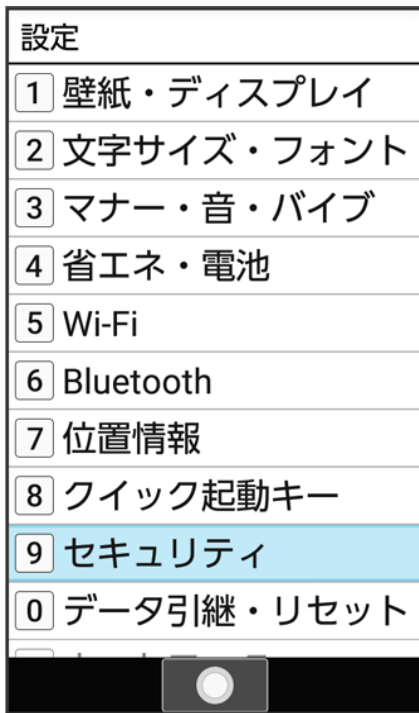 設定
1 壁紙・ディスプレイ
2 文字サイズ・フォント
3 マナー・音・バイブ
4 省エネ・電池
5 Wi-Fi
6 Bluetooth
7 位置情報
8 クイック起動キー
9 セキュリティ
0 データ引継・リセット